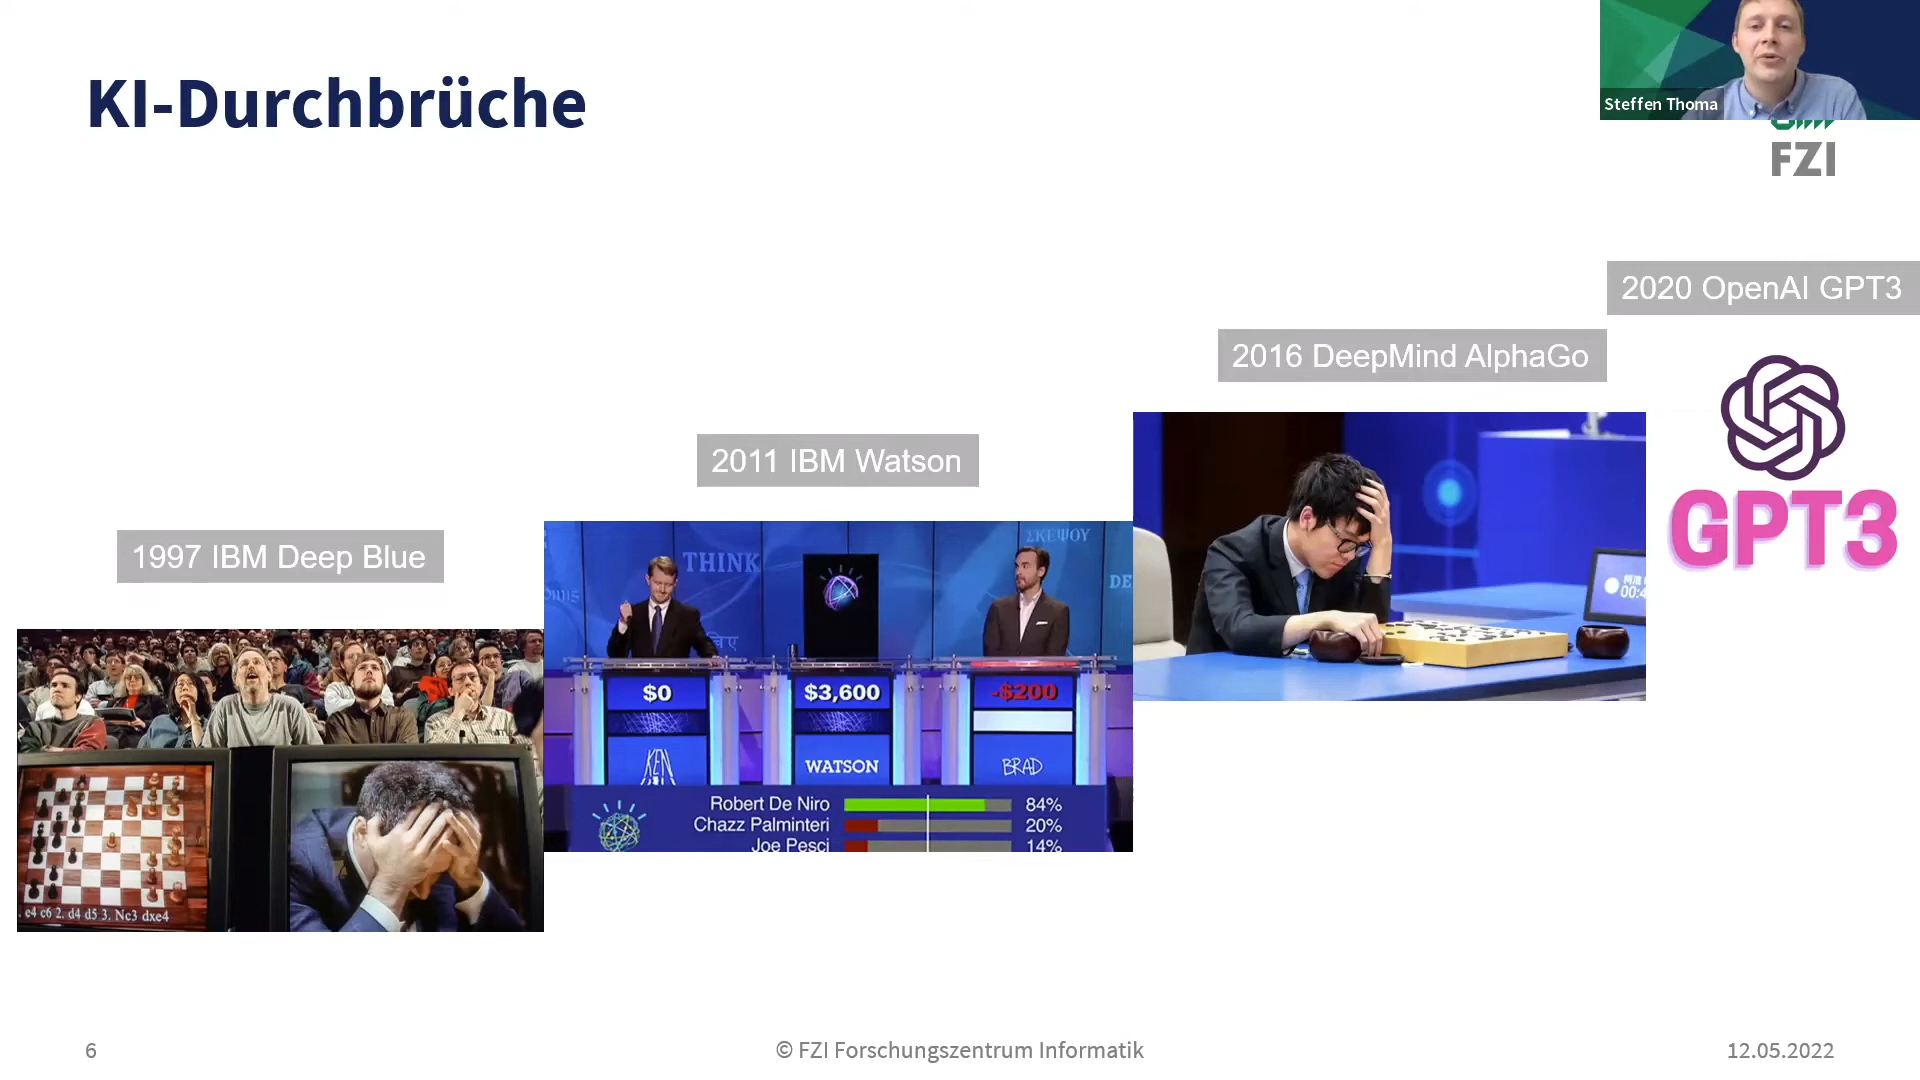 KI-Durchbrüche
Steffen Thoma
FZI
2020 OpenAI GPT3
2016 DeepMind AlphaGo
GPT3
2011 IBM Watson
1997 IBM Deep Blue
THINK
ΣΚΕΨΟΥ
DE
$0
$3,600
-$200
KEN
WATSON
BRAD
Robert De Niro 84%
Chazz Palminteri 20%
Joe Pesci 14%
. e4 c6 2. d4 d5 3. Nc3 dxe4
6
© FZI Forschungszentrum Informatik
12.05.2022